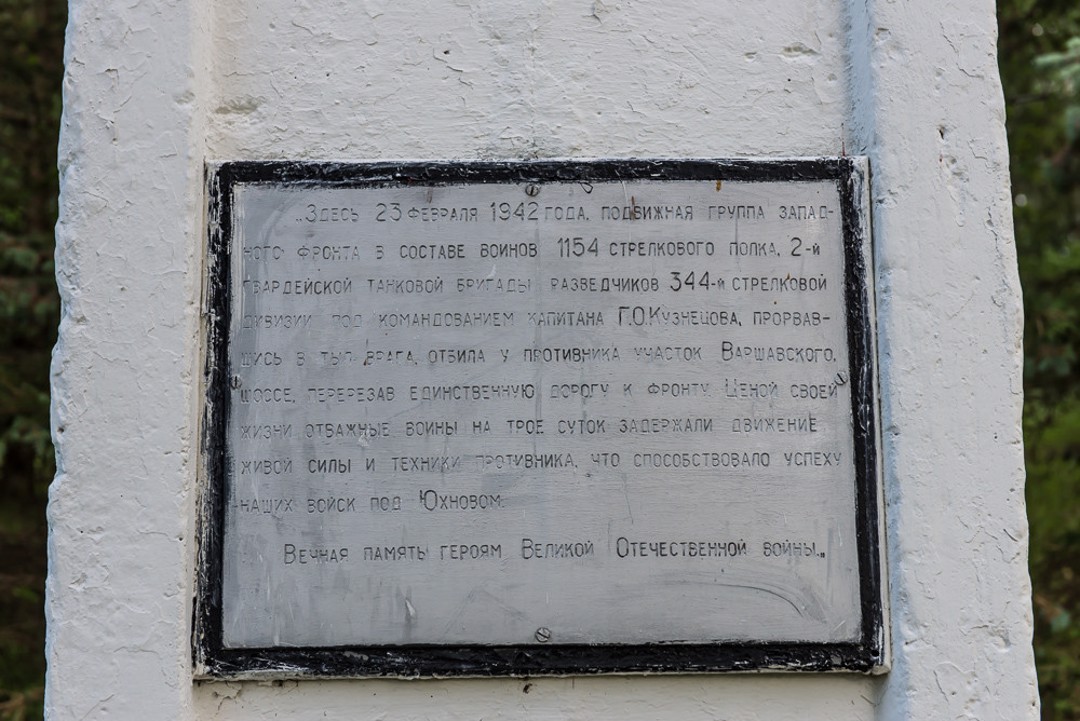 „Здесь 23 февраля 1942 года, подвижная группа Запад-
ного фронта в составе воинов 1154 стрелкового полка, 2-й
гвардейской танковой бригады разведчиков 344-й стрелковой
дивизии под командованием капитана Г.О.Кузнецова, прорвав-
шись в тыл врага, отбила у противника участок Варшавского
шоссе, перерезав единственную дорогу к фронту. Ценой своей
жизни отважные воины на трое суток задержали движение
живой силы и техники противника, что способствовало успеху
наших войск под Юхновом.
Вечная память героям Великой Отечественной войны.„